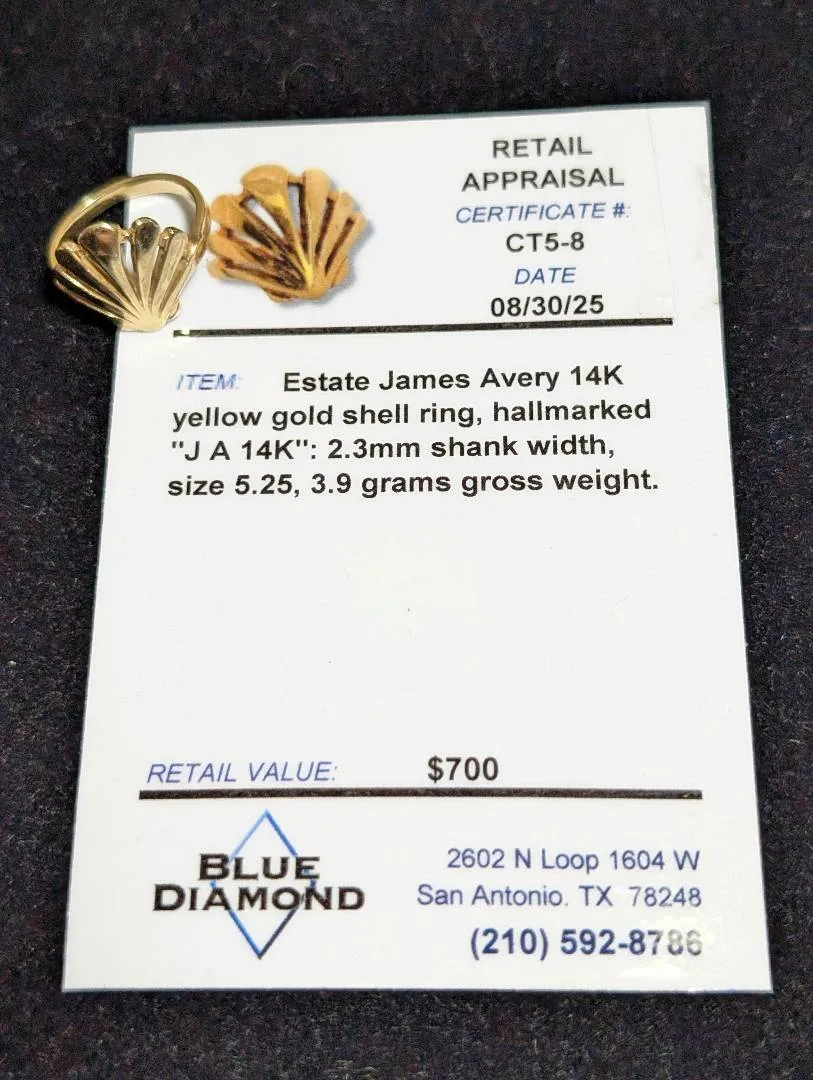 RETAIL
APPRAISAL
CERTIFICATE #:
CT5-8
DATE
08/30/25
ITEM: Estate James Avery 14K
yellow gold shell ring, hallmarked
"J A 14K": 2.3mm shank width,
size 5.25, 3.9 grams gross weight.
RETAIL VALUE: $700
BLUE
DIAMOND
2602 N Loop 1604 W
San Antonio. TX 78248
(210) 592-8786